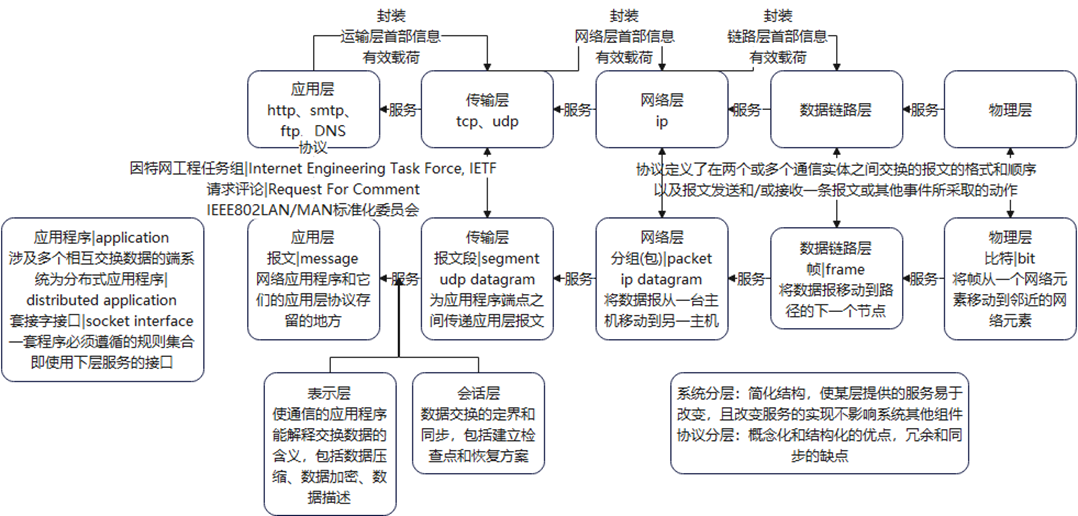 封装
运输层首部信息
有效载荷
封装
网络层首部信息
有效载荷
封装
链路层首部信息
有效载荷
应用层
http、smtp、
ftp、DNS
服务
传输层
tcp、udp
服务
网络层
ip
服务
数据链路层
服务
物理层
协议
因特网工程任务组|Internet Engineering Task Force, IETF
请求评论|Request For Comment
IEEE802LAN/MAN标准化委员会
协议定义了在两个或多个通信实体之间交换的报文的格式和顺序
以及报文发送和/或接收一条报文或其他事件所采取的动作
应用程序|application
涉及多个相互交换数据的端系
统为分布式应用程序|
distributed application
套接字接口|socket interface
一套程序必须遵循的规则集合
即使用下层服务的接口
应用层
报文|message
网络应用程序和它
们的应用层协议存
留的地方
服务
传输层
报文段|segment
udp datagram
为应用程序端点之
间传递应用层报文
服务
网络层
分组(包)|packet
ip datagram
将数据报从一台主
机移动到另一主机
服务
数据链路层
帧|frame
将数据报移动到路
径的下一个节点
服务
物理层
比特|bit
将帧从一个网络元
素移动到邻近的网
络元素
表示层
使通信的应用程序
能解释交换数据的
含义，包括数据压
缩、数据加密、数
据描述
会话层
数据交换的定界和
同步，包括建立检
查点和恢复方案
系统分层：简化结构，使某层提供的服务易于
改变，且改变服务的实现不影响系统其他组件
协议分层：概念化和结构化的优点，冗余和同
步的缺点